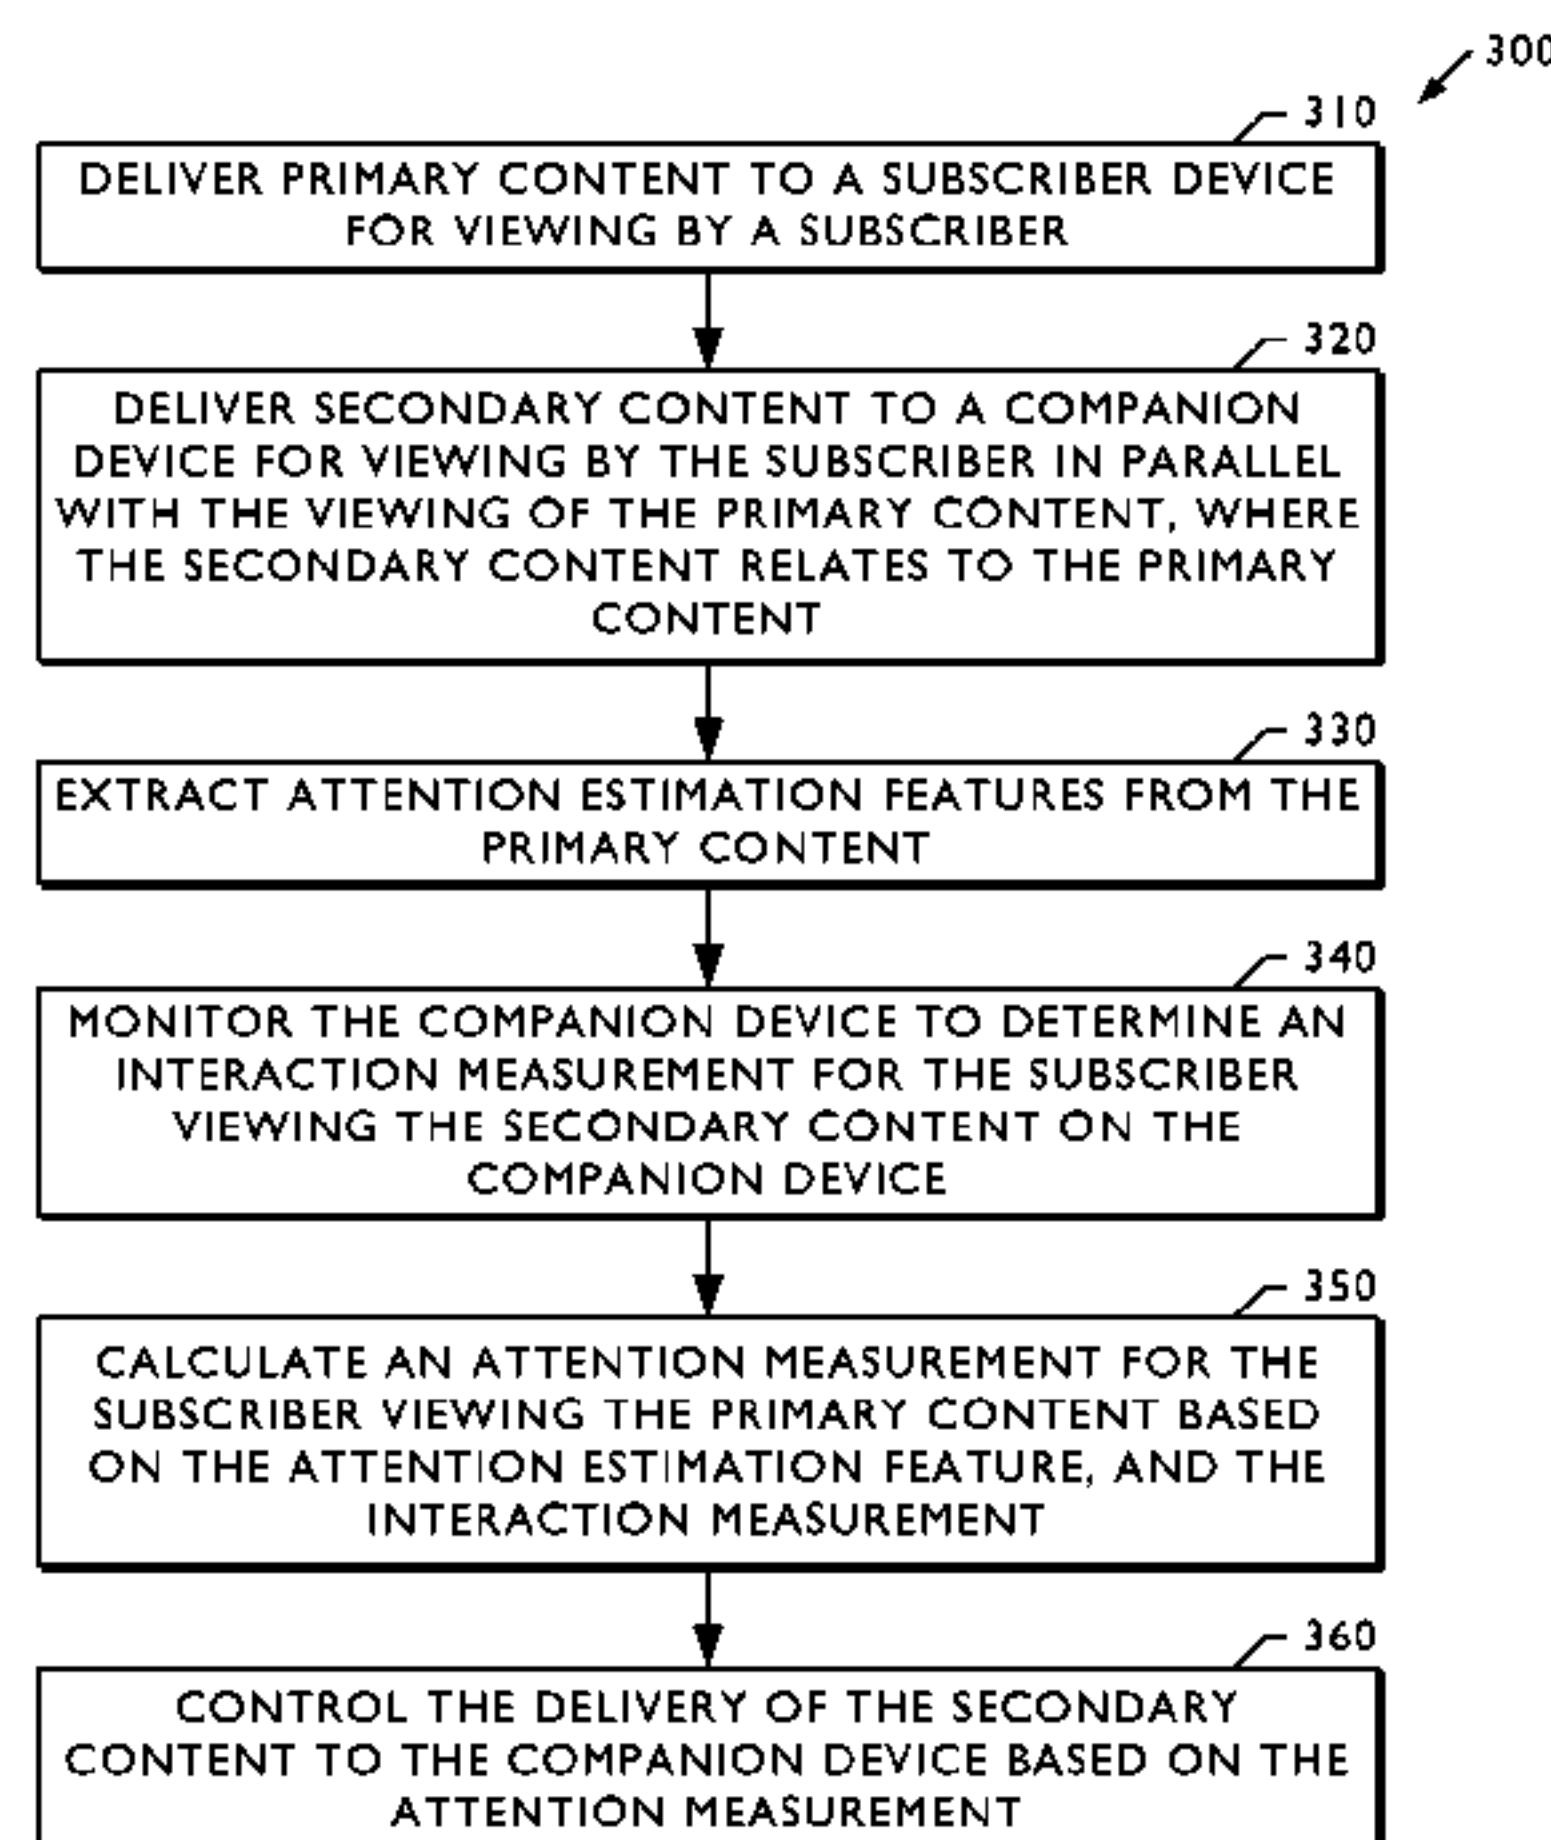 300
310
DELIVER PRIMARY CONTENT TO A SUBSCRIBER DEVICE
FOR VIEWING BY A SUBSCRIBER
320
DELIVER SECONDARY CONTENT TO A COMPANION
DEVICE FOR VIEWING BY THE SUBSCRIBER IN PARALLEL
WITH THE VIEWING OF THE PRIMARY CONTENT, WHERE
THE SECONDARY CONTENT RELATES TO THE PRIMARY
CONTENT
330
EXTRACT ATTENTION ESTIMATION FEATURES FROM THE
PRIMARY CONTENT
340
MONITOR THE COMPANION DEVICE TO DETERMINE AN
INTERACTION MEASUREMENT FOR THE SUBSCRIBER
VIEWING THE SECONDARY CONTENT ON THE
COMPANION DEVICE
350
CALCULATE AN ATTENTION MEASUREMENT FOR THE
SUBSCRIBER VIEWING THE PRIMARY CONTENT BASED
ON THE ATTENTION ESTIMATION FEATURE, AND THE
INTERACTION MEASUREMENT
360
CONTROL THE DELIVERY OF THE SECONDARY
CONTENT TO THE COMPANION DEVICE BASED ON THE
ATTENTION MEASUREMENT